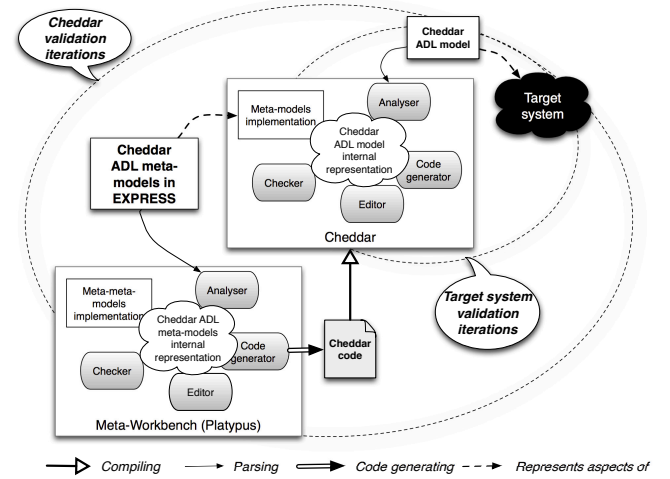 Cheddar
validation
iterations
Cheddar
ADL model
Target
system
Analyser
Meta-models
implementation
Cheddar
ADL model
internal
representation
Code
generator
Checker
Editor
Cheddar
Cheddar
ADL meta-
models in
EXPRESS
Target system
validation
iterations
Analyser
Meta-meta-
models
implementation
Cheddar ADL
meta-models
internal
representation
Code
generator
Checker
Editor
Meta-Workbench (Platypus)
Cheddar
code
Compiling Parsing Code generating Represents aspects of